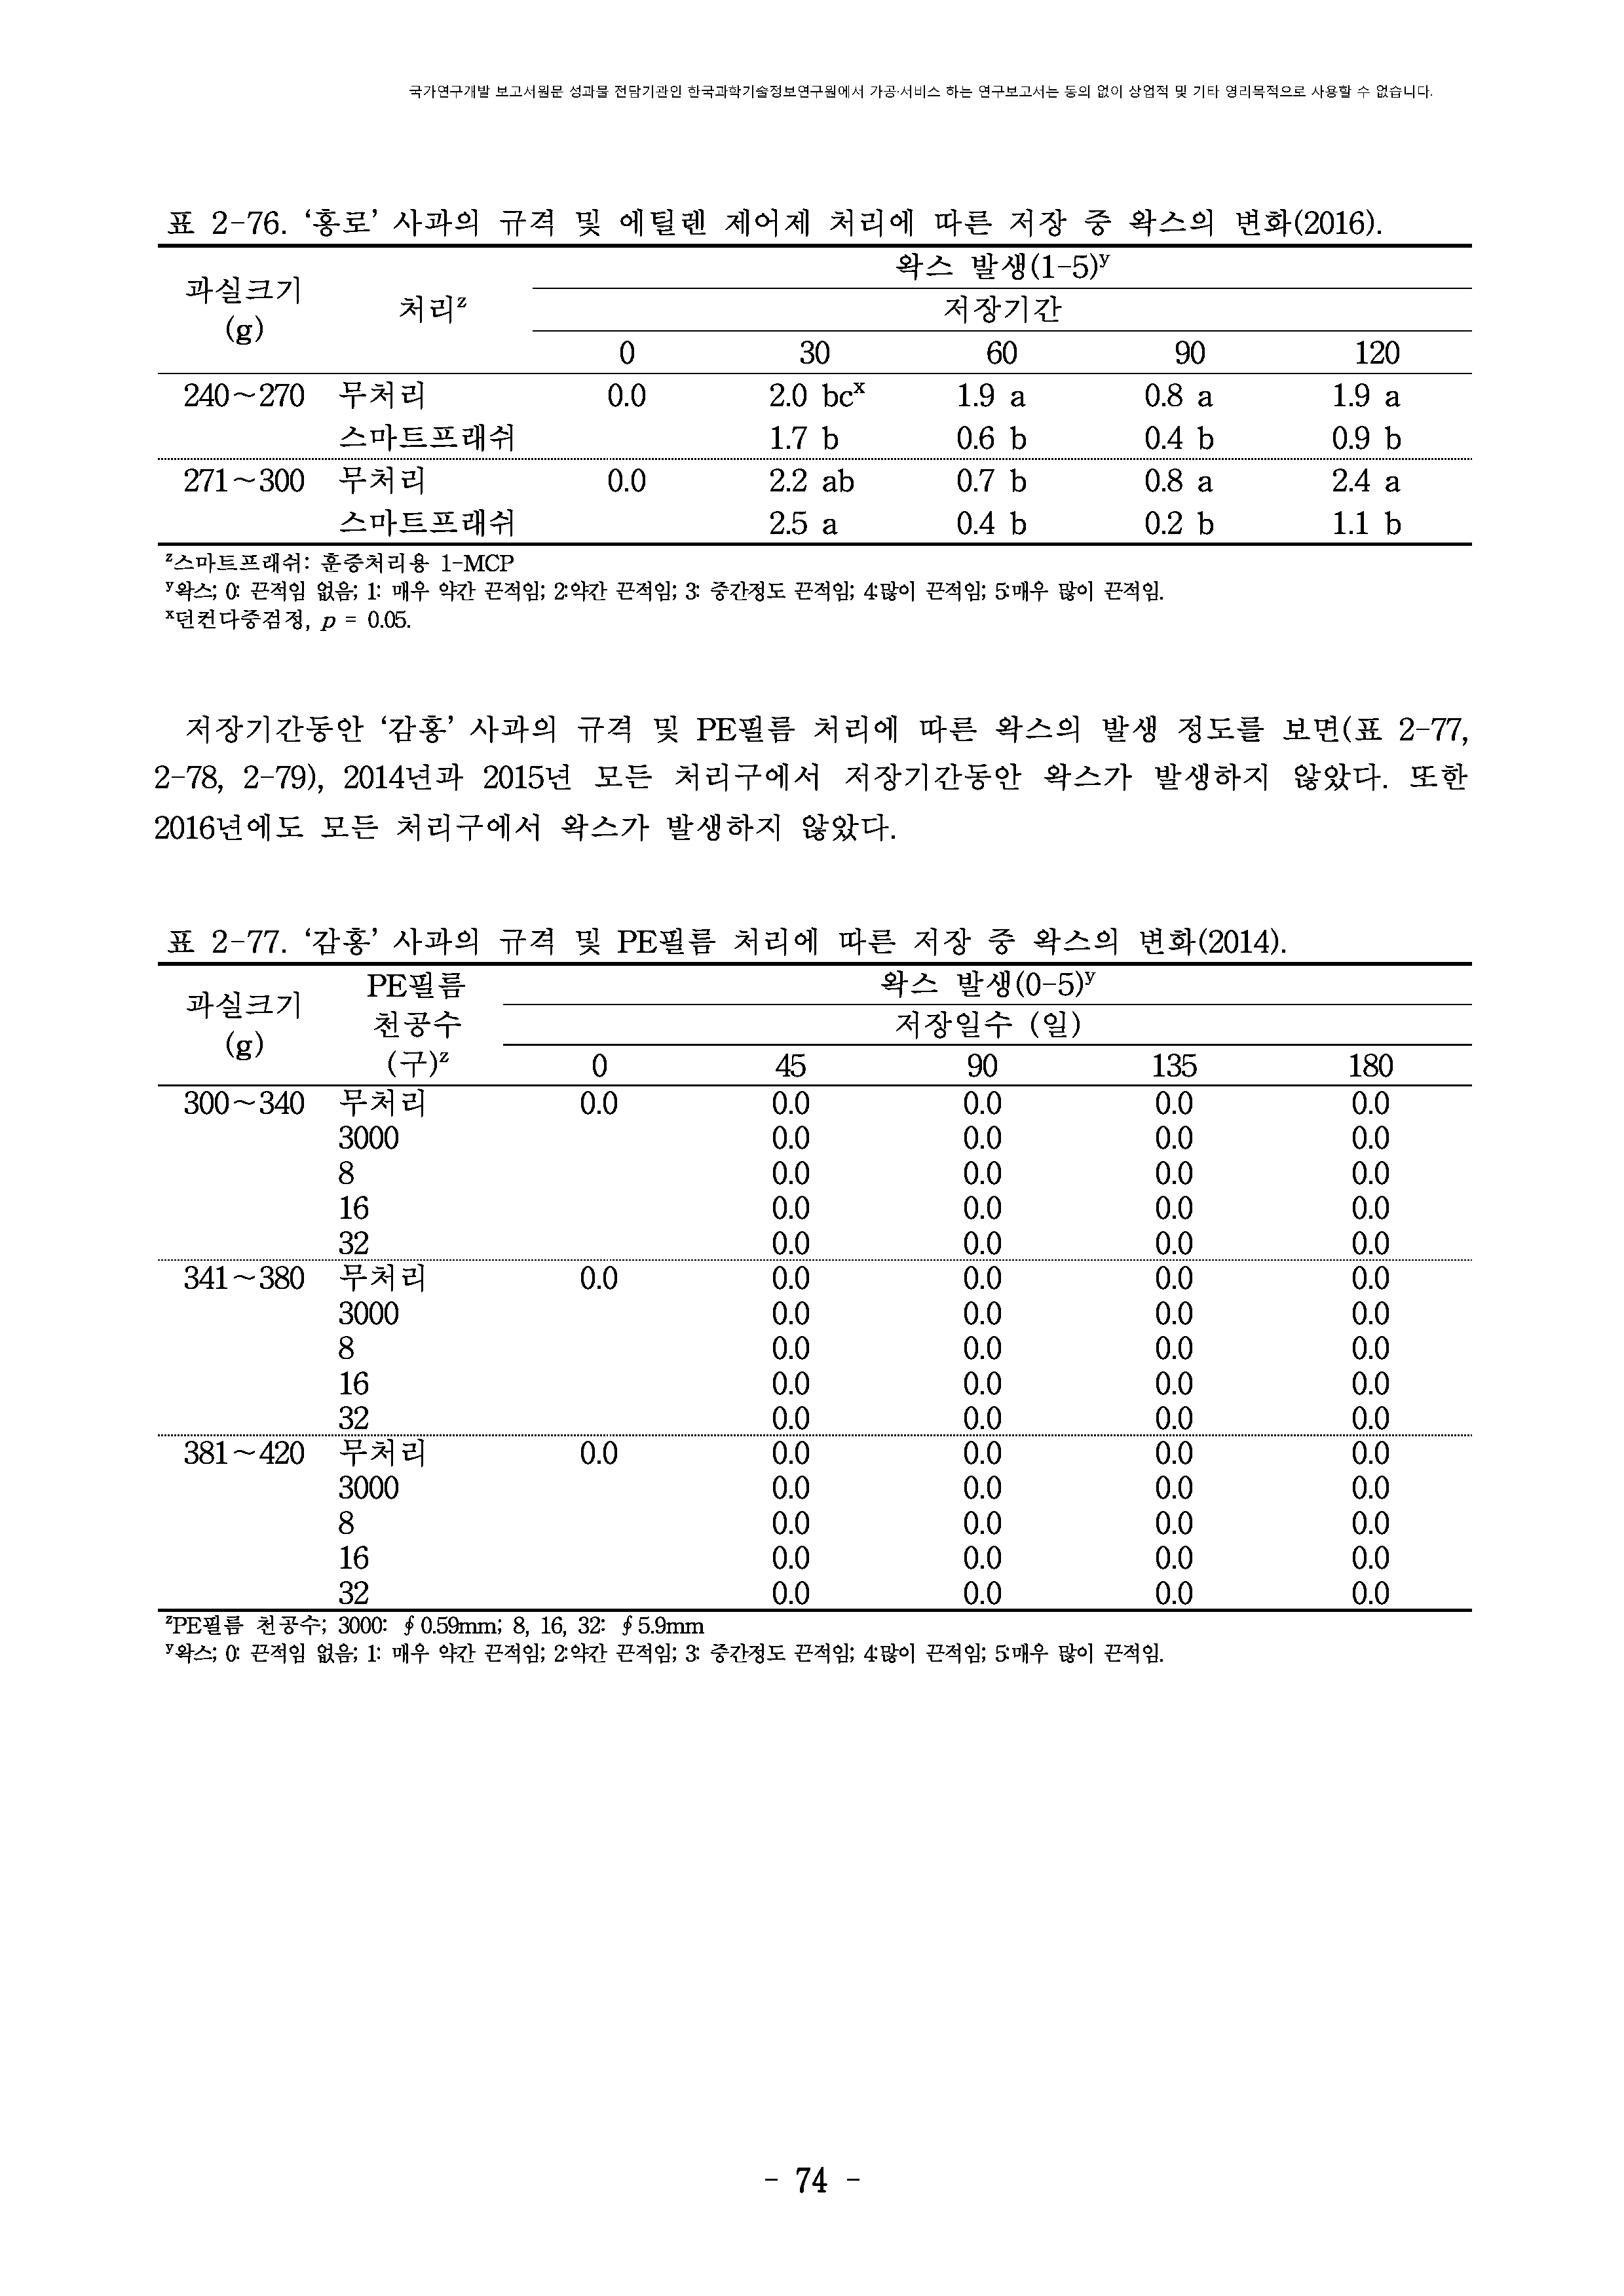 국가연구개발 보고서원문 성과물 전담기관인 한국과학기술정보연구원에서 가공·서비스 하는 연구보고서는 동의 없이 상업적 및 기타 영리목적으로 사용할 수 없습니다.
표 2-76. ‘홍로’ 사과의 규격 및 에틸렌 제어제 처리에 따른 저장 중 왁스의 변화(2016).
과실크기 (g) 처리ᶻ 왁스 발생(1-5)ʸ
저장기간
0 30 60 90 120
240~270 무처리 0.0 2.0 bcˣ 1.9 a 0.8 a 1.9 a
스마트프래쉬 1.7 b 0.6 b 0.4 b 0.9 b
271~300 무처리 0.0 2.2 ab 0.7 b 0.8 a 2.4 a
스마트프래쉬 2.5 a 0.4 b 0.2 b 1.1 b
ᶻ스마트프래쉬: 훈증처리용 1-MCP
ʸ왁스; 0: 끈적임 없음; 1: 매우 약간 끈적임; 2:약간 끈적임; 3: 중간정도 끈적임; 4:많이 끈적임; 5:매우 많이 끈적임.
ˣ던컨다중검정, p = 0.05.
저장기간동안 ‘감홍’ 사과의 규격 및 PE필름 처리에 따른 왁스의 발생 정도를 보면(표 2-77,
2-78, 2-79), 2014년과 2015년 모든 처리구에서 저장기간동안 왁스가 발생하지 않았다. 또한
2016년에도 모든 처리구에서 왁스가 발생하지 않았다.
표 2-77. ‘감홍’ 사과의 규격 및 PE필름 처리에 따른 저장 중 왁스의 변화(2014).
과실크기 (g) PE필름 천공수 (구)ᶻ 왁스 발생(0-5)ʸ
저장일수 (일)
0 45 90 135 180
300~340 무처리 0.0 0.0 0.0 0.0 0.0
3000 0.0 0.0 0.0 0.0
8 0.0 0.0 0.0 0.0
16 0.0 0.0 0.0 0.0
32 0.0 0.0 0.0 0.0
341~380 무처리 0.0 0.0 0.0 0.0 0.0
3000 0.0 0.0 0.0 0.0
8 0.0 0.0 0.0 0.0
16 0.0 0.0 0.0 0.0
32 0.0 0.0 0.0 0.0
381~420 무처리 0.0 0.0 0.0 0.0 0.0
3000 0.0 0.0 0.0 0.0
8 0.0 0.0 0.0 0.0
16 0.0 0.0 0.0 0.0
32 0.0 0.0 0.0 0.0
ᶻPE필름 천공수; 3000: ∮0.59mm; 8, 16, 32: ∮5.9mm
ʸ왁스; 0: 끈적임 없음; 1: 매우 약간 끈적임; 2:약간 끈적임; 3: 중간정도 끈적임; 4:많이 끈적임; 5:매우 많이 끈적임.
- 74 -